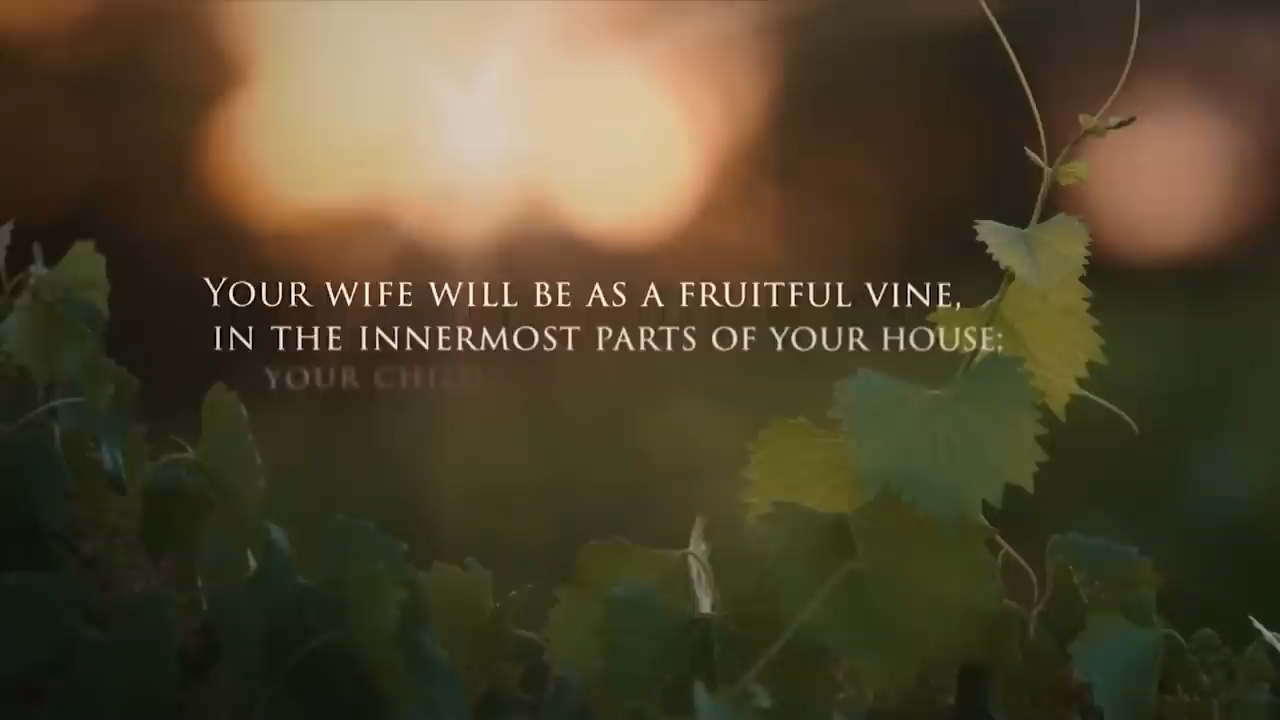 YOUR WIFE WILL BE AS A FRUITFUL VINE,
IN THE INNERMOST PARTS OF YOUR HOUSE;
YOUR